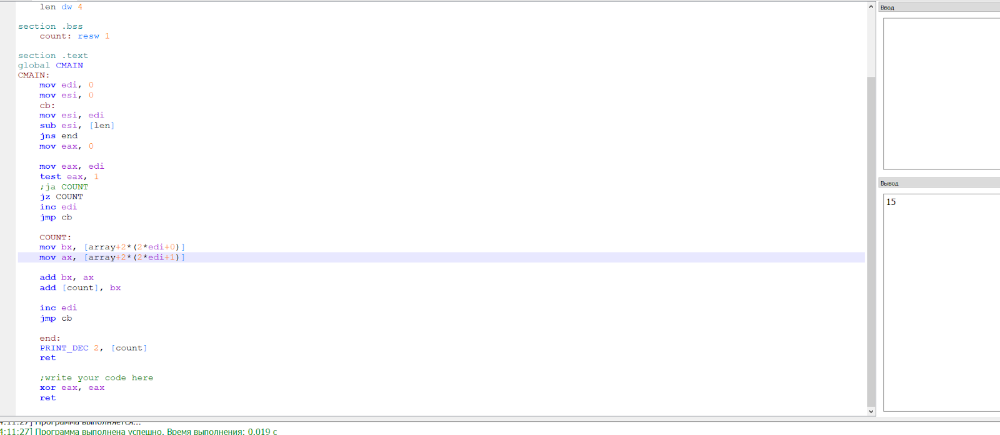 len dw 4
section .bss
count: resw 1
section .text
global CMAIN
CMAIN:
mov edi, 0
mov esi, 0
cb:
mov esi, edi
sub esi, [len]
jns end
mov eax, 0
mov eax, edi
test eax, 1
;ja COUNT
jz COUNT
inc edi
jmp cb
COUNT:
mov bx, [array+2*(2*edi+0)]
mov ax, [array+2*(2*edi+1)]
add bx, ax
add [count], bx
inc edi
jmp cb
end:
PRINT_DEC 2, [count]
ret
;write your code here
xor eax, eax
ret
Ввод
Вывод
15
4:11:27] Программа выполняется...
4:11:27] Программа выполнена успешно. Время выполнения: 0.019 с